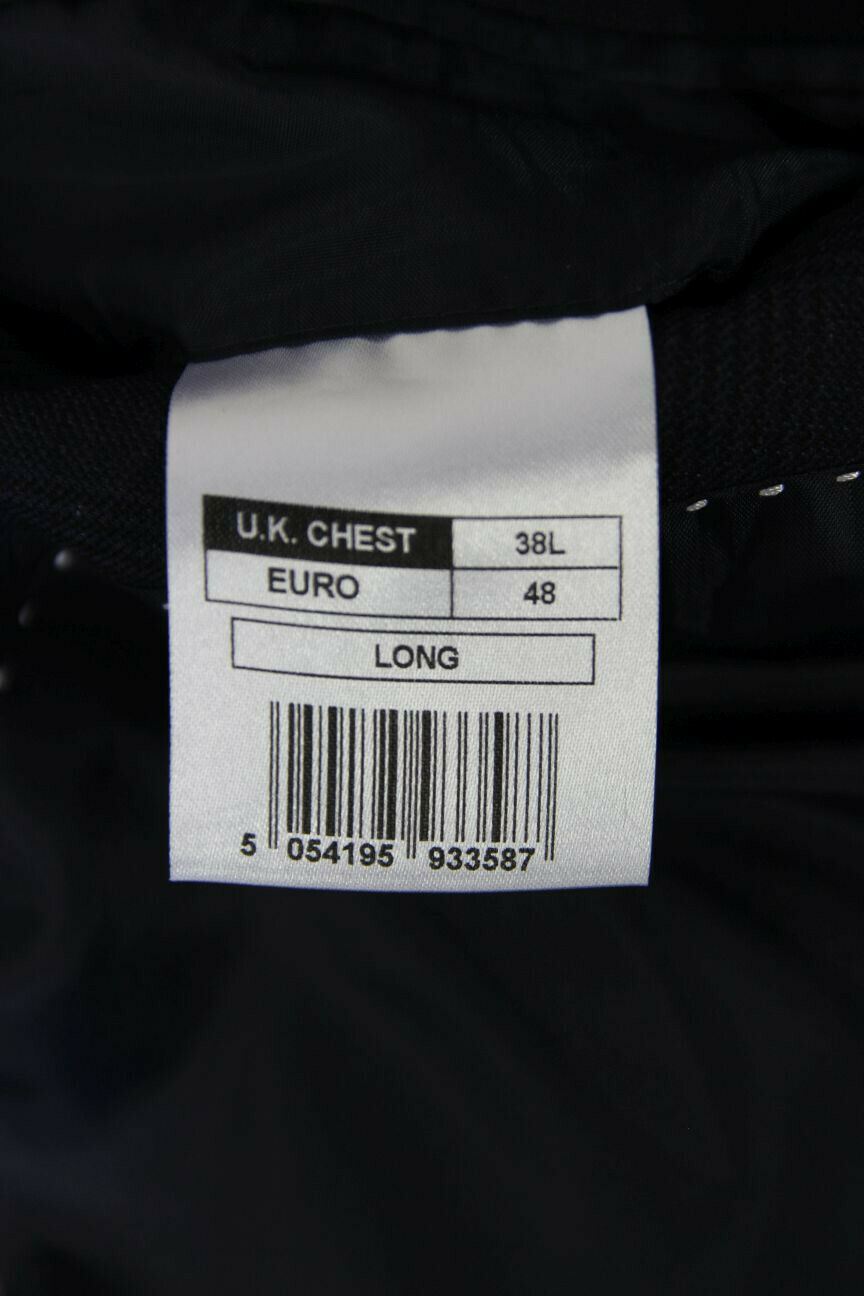 U.K. CHEST 38L
EURO 48
LONG
5 054195 933587